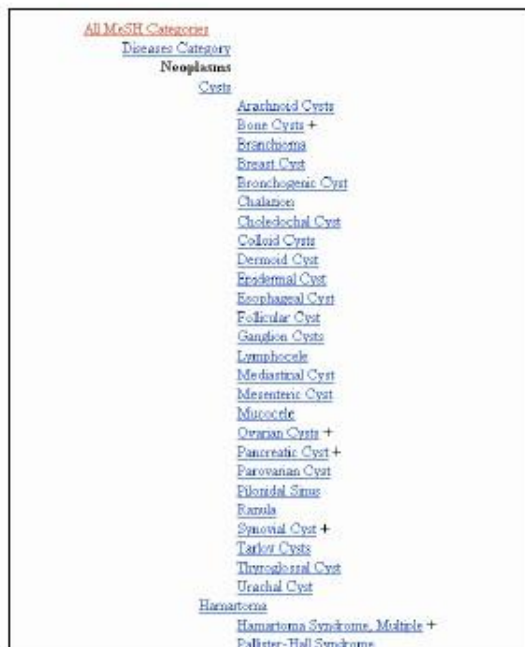 All MeSH Categories
Diseases Category
Neoplasms
Cysts
Arachnoid Cysts
Bone Cysts +
Branchioma
Breast Cyst
Bronchogenic Cyst
Chalazion
Choledochal Cyst
Colloid Cysts
Dermoid Cyst
Epidermal Cyst
Esophageal Cyst
Follicular Cyst
Ganglion Cysts
Lymphocele
Mediastinal Cyst
Mesenteric Cyst
Mucocele
Ovarian Cysts +
Pancreatic Cyst +
Parovarian Cyst
Pilonidal Sinus
Ranula
Synovial Cyst +
Tarlov Cysts
Thyroglossal Cyst
Urachal Cyst
Hamartoma
Hamartoma Syndrome, Multiple +
Pallister-Hall Syndrome